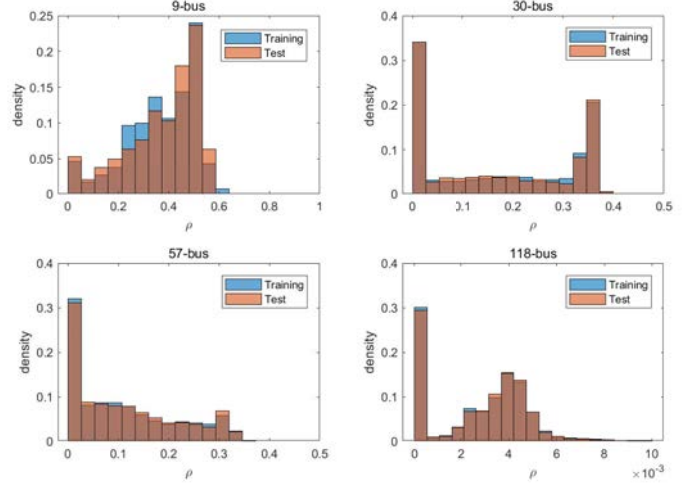 9-bus
0.25
0.2
0.15
0.1
0.05
0
density
Training
Test
0 0.2 0.4 0.6 0.8 1
ρ
30-bus
0.4
0.3
0.2
0.1
0
density
Training
Test
0 0.1 0.2 0.3 0.4 0.5
ρ
57-bus
0.4
0.3
0.2
0.1
0
density
Training
Test
0 0.1 0.2 0.3 0.4 0.5
ρ
118-bus
0.4
0.3
0.2
0.1
0
density
Training
Test
0 2 4 6 8 10
ρ
×10⁻³